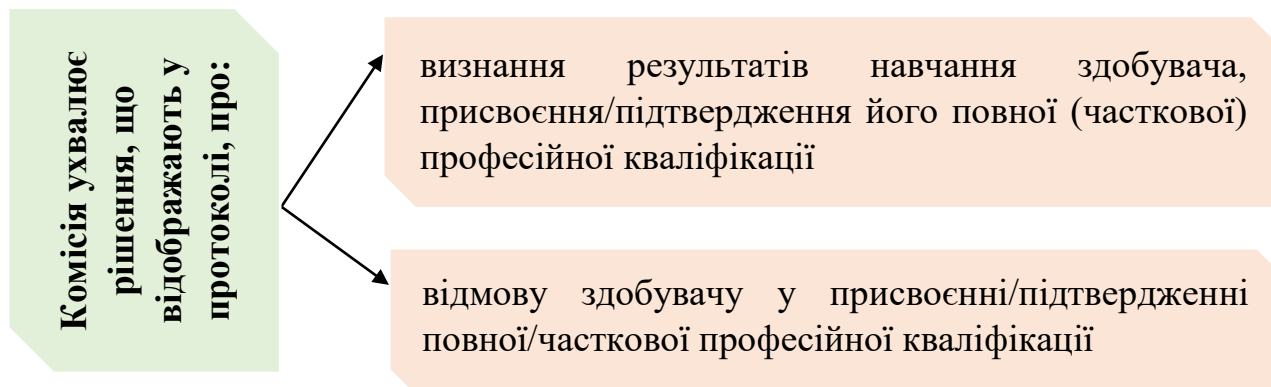 Комісія ухвалює
рішення, що
відображають у
протоколі, про:
визнання результатів навчання здобувача,
присвоєння/підтвердження його повної (часткової)
професійної кваліфікації
відмову здобувачу у присвоєнні/підтвердженні
повної/часткової професійної кваліфікації